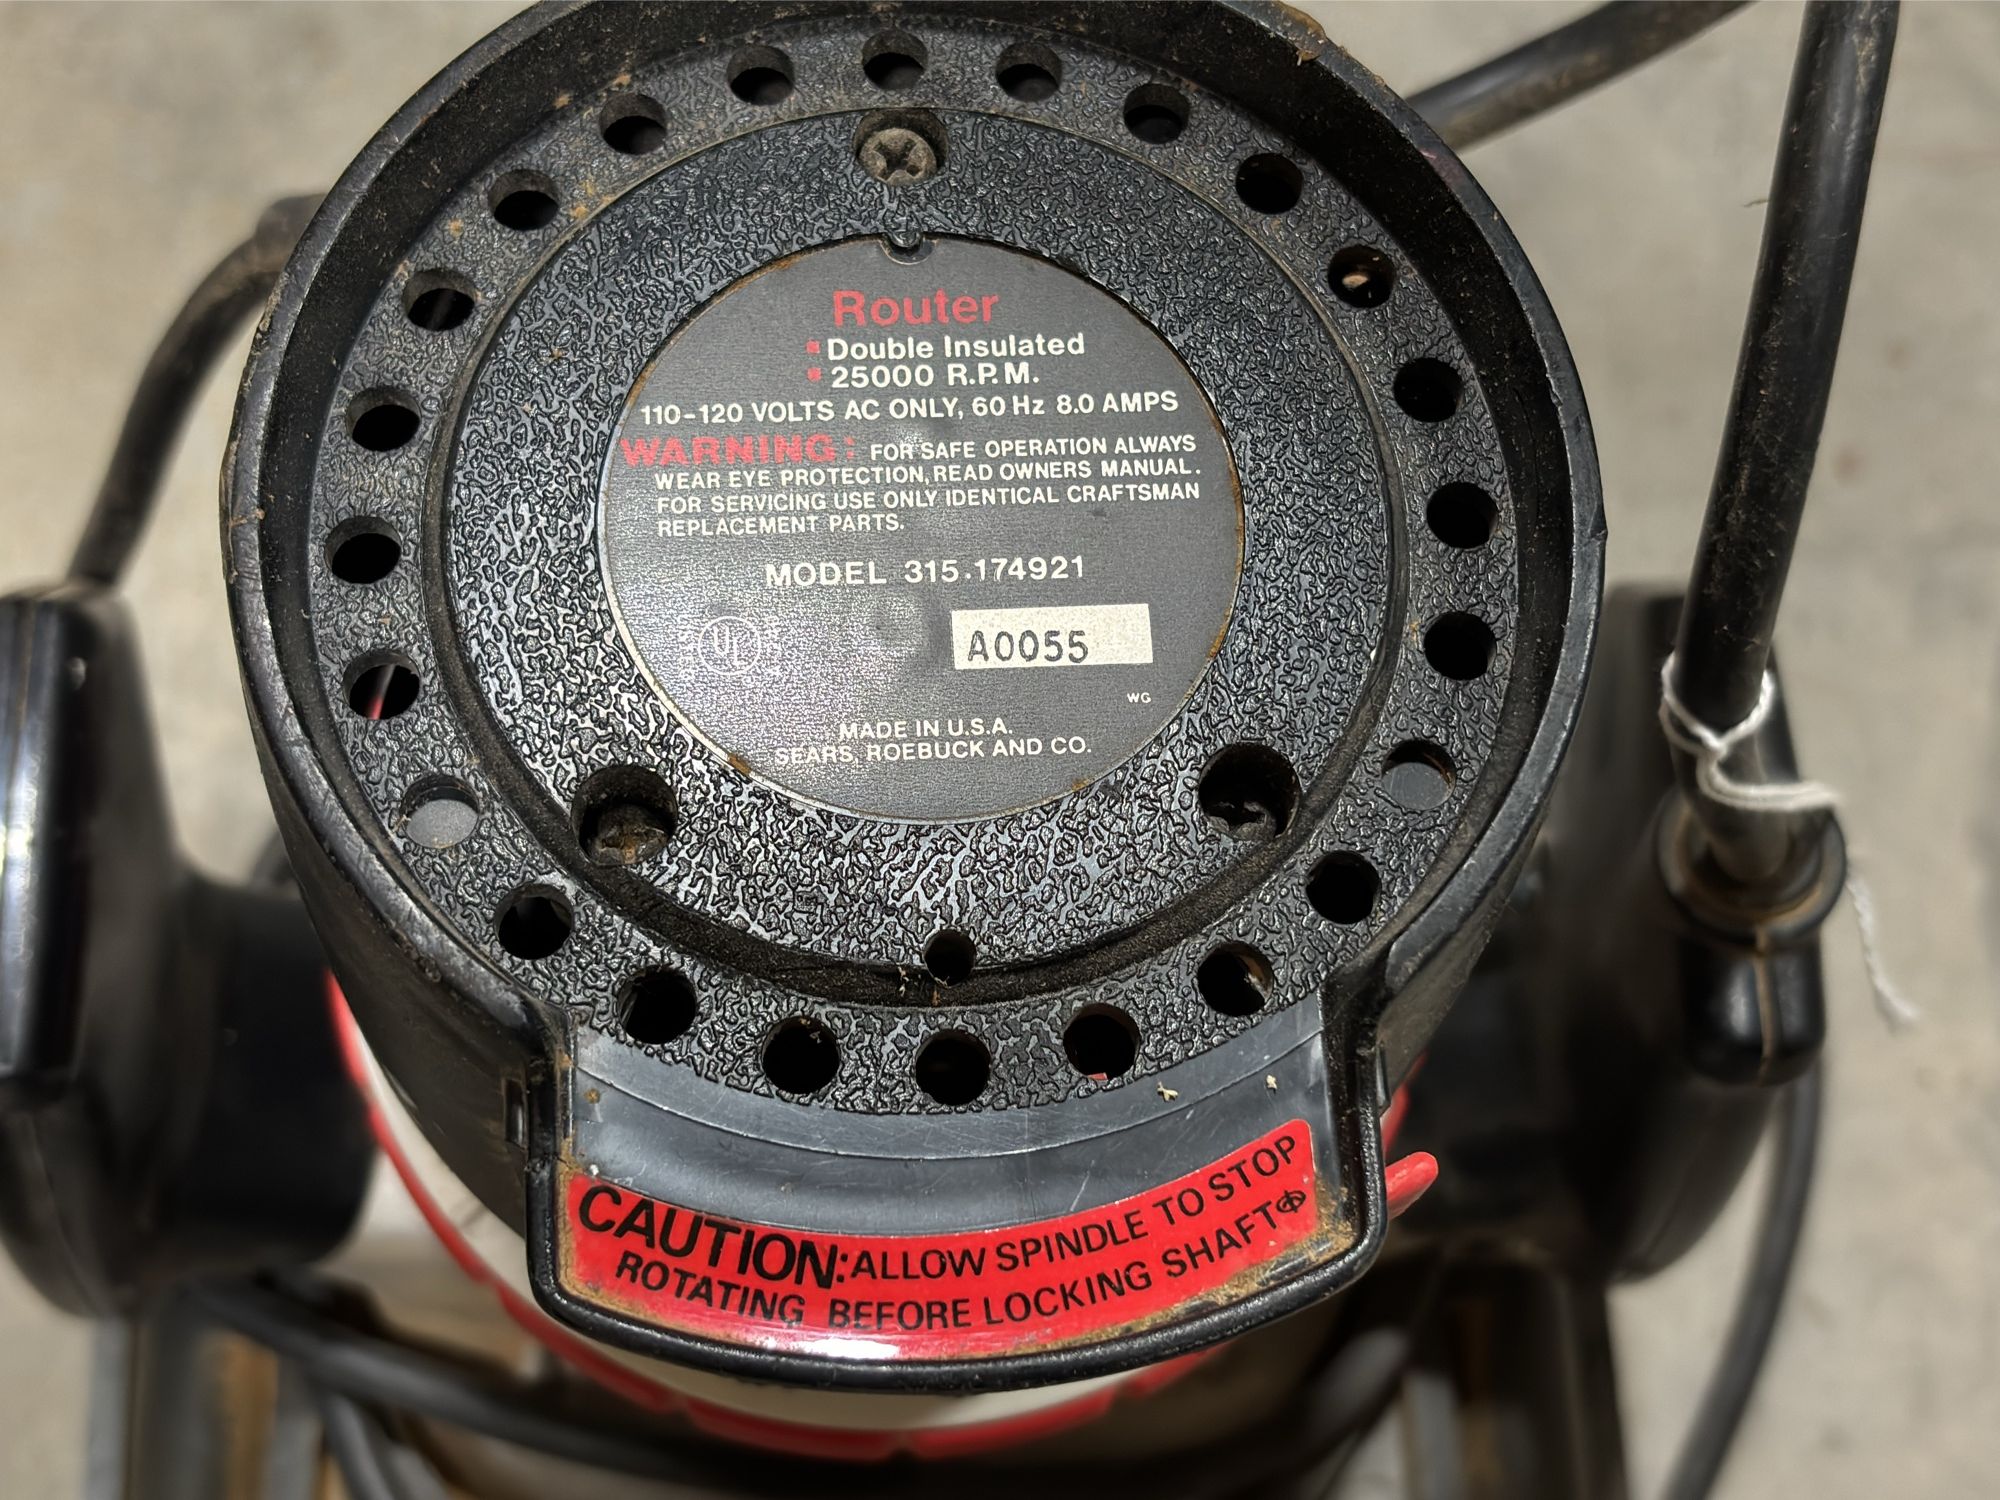 Router
▪ Double Insulated
▪ 25000 R.P.M.
110-120 VOLTS AC ONLY, 60 Hz 8.0 AMPS
WARNING: FOR SAFE OPERATION ALWAYS
WEAR EYE PROTECTION, READ OWNERS MANUAL.
FOR SERVICING USE ONLY IDENTICAL CRAFTSMAN
REPLACEMENT PARTS.
MODEL 315.174921
UL
A0055
WG
MADE IN U.S.A.
SEARS, ROEBUCK AND CO.
CAUTION: ALLOW SPINDLE TO STOP
ROTATING BEFORE LOCKING SHAFT